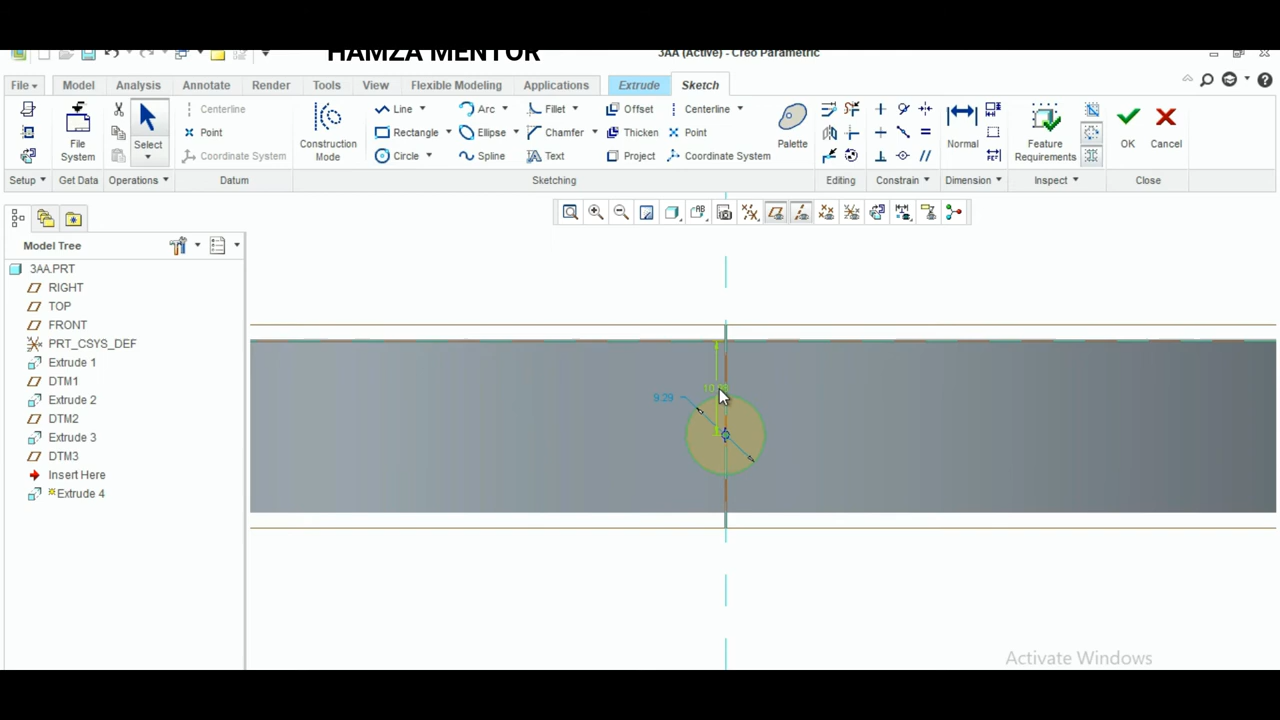 HAMZA MENTOR
3AA (Active) - Creo Parametric
File Model Analysis Annotate Render Tools View Flexible Modeling Applications Extrude Sketch
Centerline Line Arc Fillet Offset Centerline
Point Rectangle Ellipse Chamfer Thicken Point
Coordinate System Circle Spline Text Project Coordinate System
File System
Select
Construction Mode
Palette
Normal
Feature Requirements
OK
Cancel
Setup Get Data Operations Datum Sketching Editing Constrain Dimension Inspect Close
Model Tree
3AA.PRT
RIGHT
TOP
FRONT
PRT_CSYS_DEF
Extrude 1
DTM1
Extrude 2
DTM2
Extrude 3
DTM3
Insert Here
Extrude 4
9.29
Activate Windows